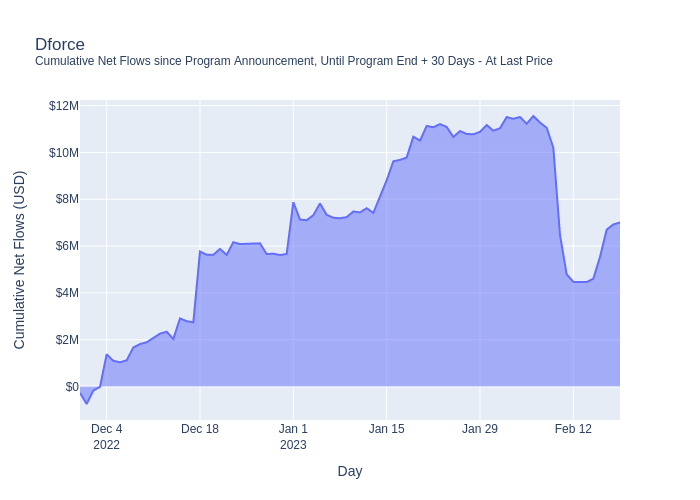 Dforce
Cumulative Net Flows since Program Announcement, Until Program End + 30 Days - At Last Price
Cumulative Net Flows (USD)
$12M
$10M
$8M
$6M
$4M
$2M
$0
Dec 4
2022
Dec 18
Jan 1
2023
Jan 15
Jan 29
Feb 12
Day